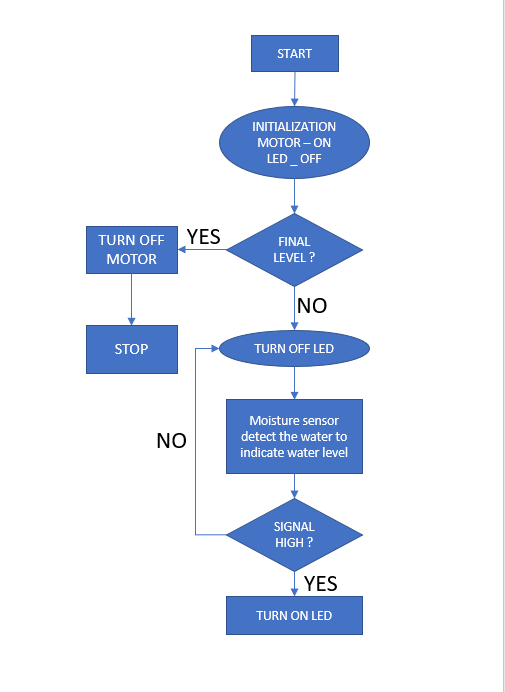 START
INITIALIZATION
MOTOR – ON
LED _ OFF
FINAL
LEVEL ?
YES
TURN OFF
MOTOR
NO
STOP
TURN OFF LED
Moisture sensor
detect the water to
indicate water level
NO
SIGNAL
HIGH ?
YES
TURN ON LED